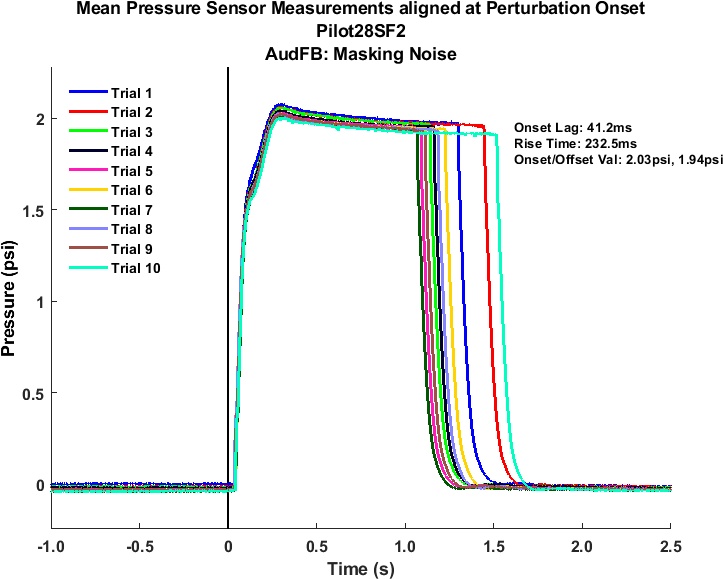 Mean Pressure Sensor Measurements aligned at Perturbation Onset
Pilot28SF2
AudFB: Masking Noise
Trial 1
Trial 2
Trial 3
Trial 4
Trial 5
Trial 6
Trial 7
Trial 8
Trial 9
Trial 10
Onset Lag: 41.2ms
Rise Time: 232.5ms
Onset/Offset Val: 2.03psi, 1.94psi
Pressure (psi)
2
1.5
1
0.5
0
-1.0 -0.5 0 0.5 1.0 1.5 2.0 2.5
Time (s)